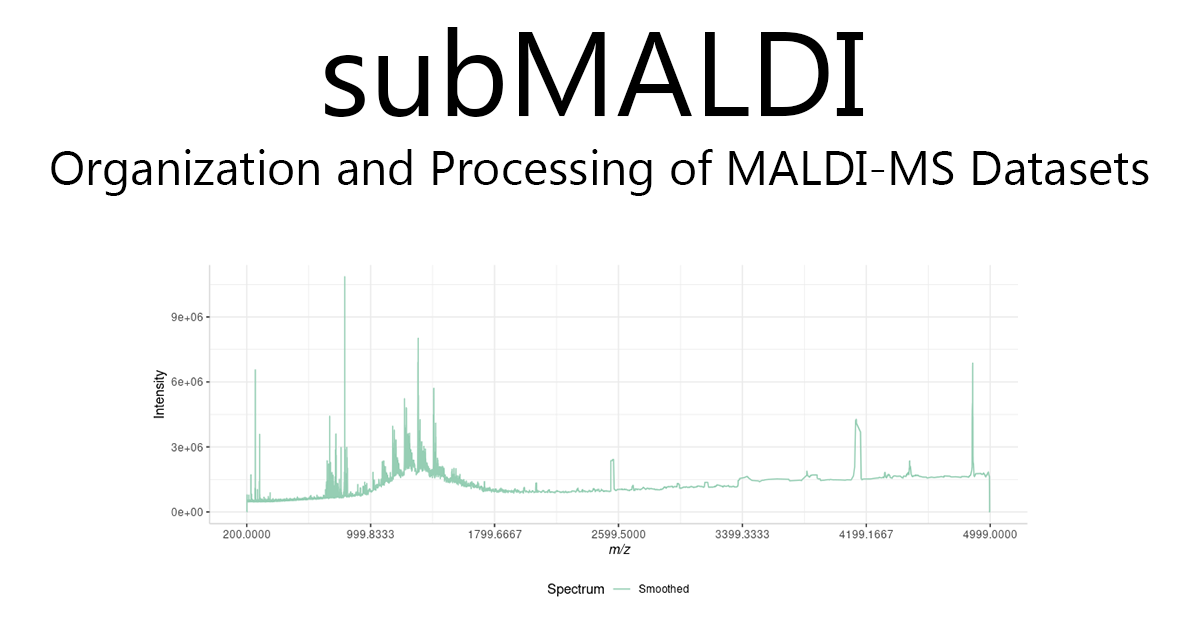 subMALDI
Organization and Processing of MALDI-MS Datasets
Intensity
9e+06
6e+06
3e+06
0e+00
200.0000 999.8333 1799.6667 2599.5000 3399.3333 4199.1667 4999.0000
m/z
Spectrum Smoothed